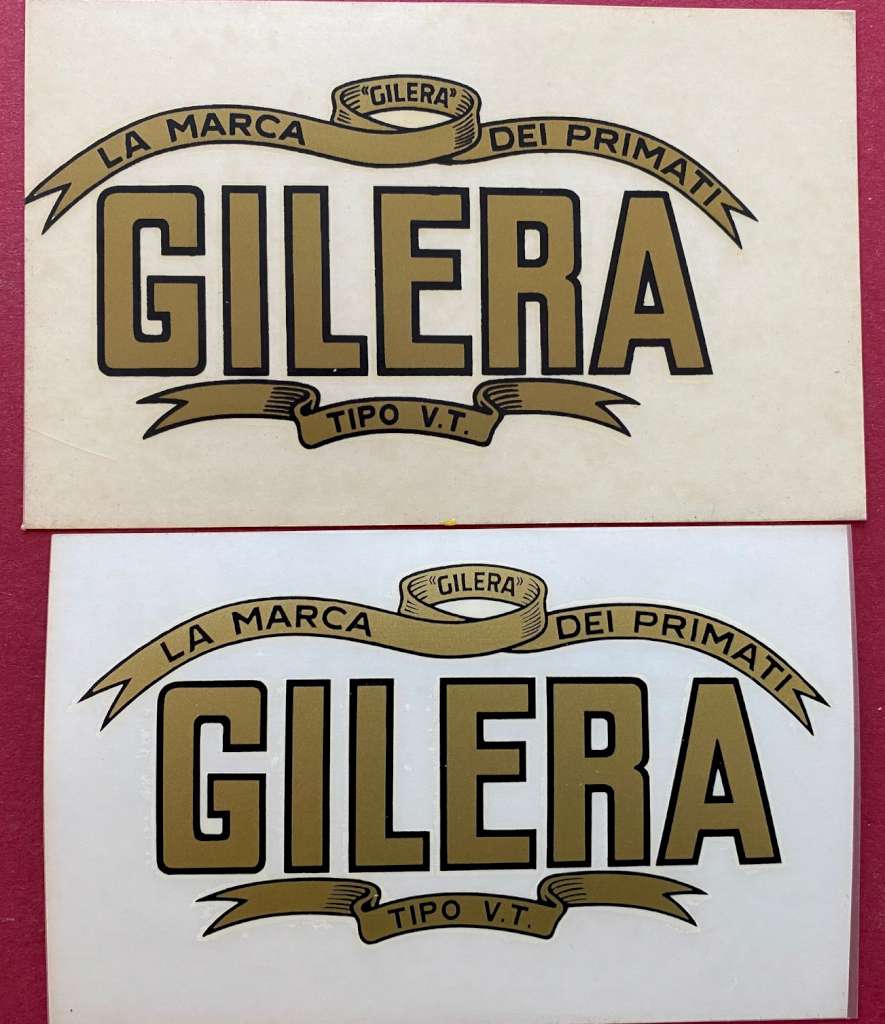 "GILERA"
LA MARCA DEI PRIMATI
GILERA
TIPO V.T.
"GILERA"
LA MARCA DEI PRIMATI
GILERA
TIPO V.T.